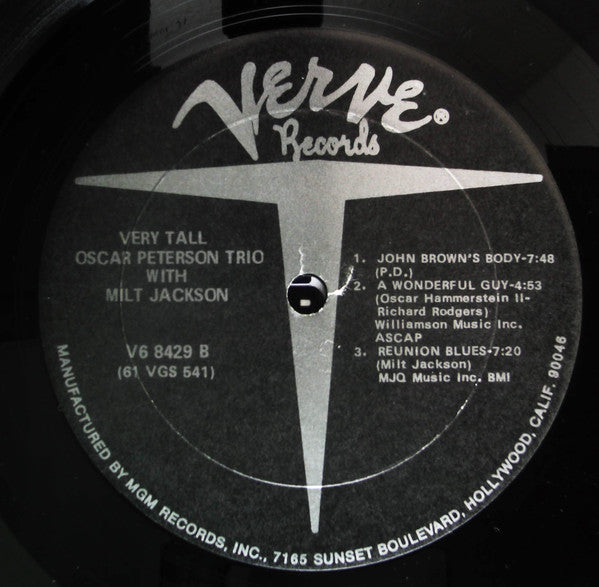 Verve®
Records
VERY TALL
OSCAR PETERSON TRIO
WITH
MILT JACKSON
V6 8429 B
(61 VGS 541)
1. JOHN BROWN'S BODY-7:48
(P.D.)
2. A WONDERFUL GUY-4:53
(Oscar Hammerstein II-
Richard Rodgers)
Williamson Music Inc.
ASCAP
3. REUNION BLUES-7:20
(Milt Jackson)
MJQ Music Inc. BMI
MANUFACTURED BY MGM RECORDS, INC., 7165 SUNSET BOULEVARD, HOLLYWOOD, CALIF. 90046